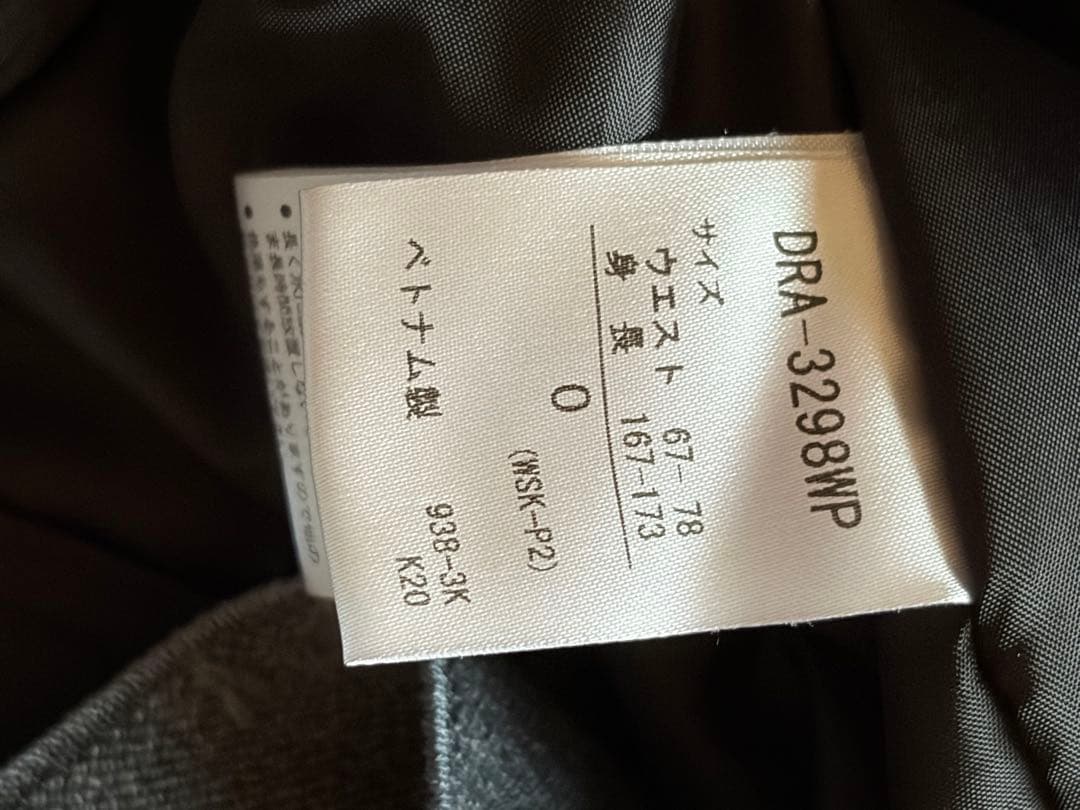 DRA-3298WP
サイズ
ウエスト 67- 78
身 長 167-173
0
(WSK-P2)
ベトナム製
938-3K
K20